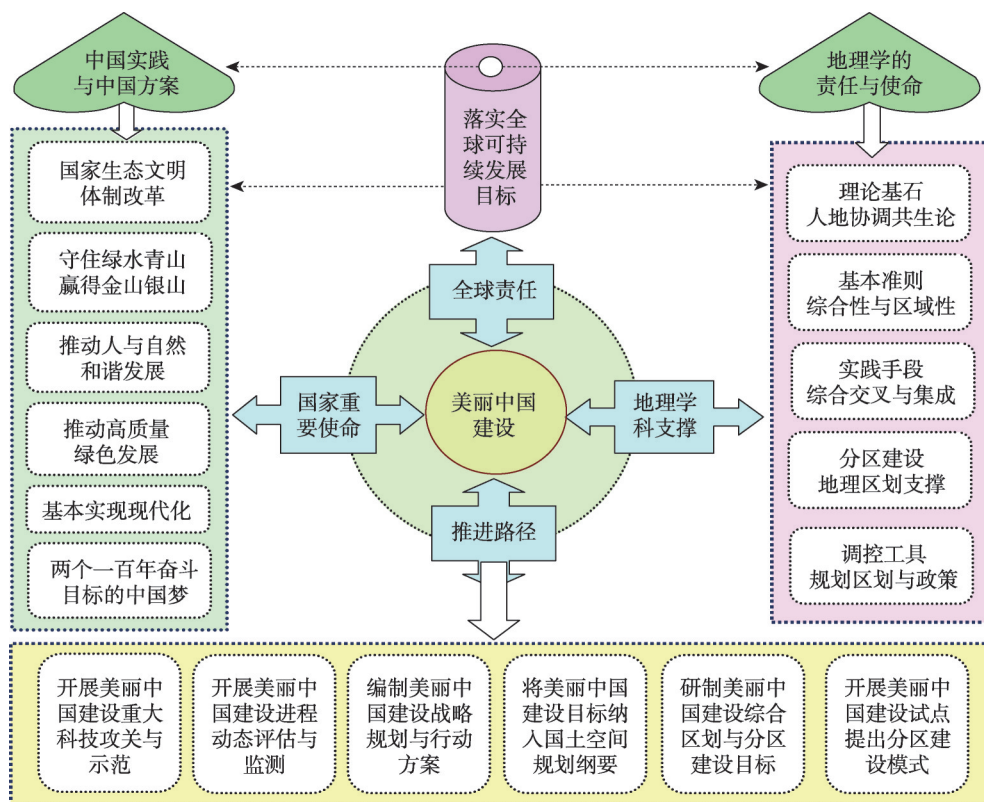 中国实践
与中国方案
落实全
球可持
续发展
目标
地理学的
责任与使命
国家生态文明
体制改革
守住绿水青山
赢得金山银山
推动人与自然
和谐发展
推动高质量
绿色发展
基本实现现代化
两个一百年奋斗
目标的中国梦
全球责任
国家重
要使命
美丽中国
建设
地理学
科支撑
推进路径
理论基石
人地协调共生论
基本准则
综合性与区域性
实践手段
综合交叉与集成
分区建设
地理区划支撑
调控工具
规划区划与政策
开展美丽中
国建设重大
科技攻关与
示范
开展美丽中
国建设进程
动态评估与
监测
编制美丽中
国建设战略
规划与行动
方案
将美丽中国
建设目标纳
入国土空间
规划纲要
研制美丽中
国建设综合
区划与分区
建设目标
开展美丽中
国建设试点
提出分区建
设模式